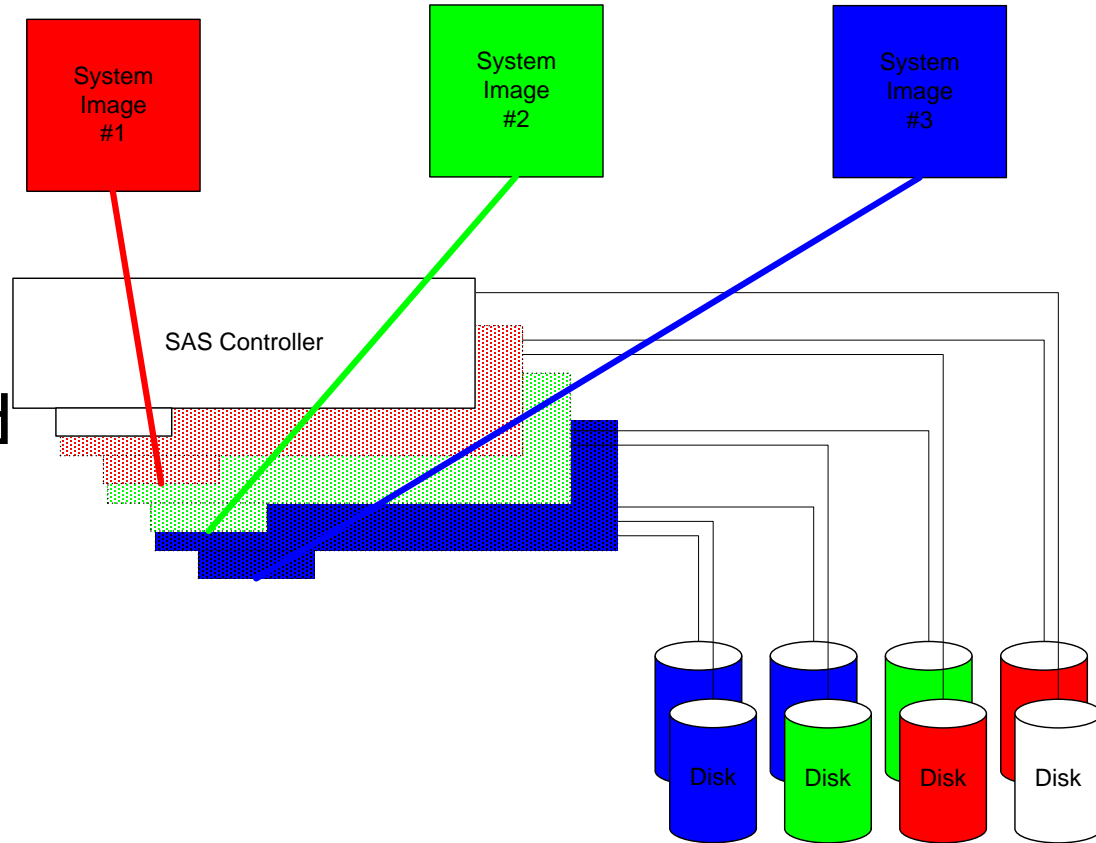 System
Image
#1
System
Image
#2
System
Image
#3
SAS Controller
d
Disk
Disk
Disk
Disk